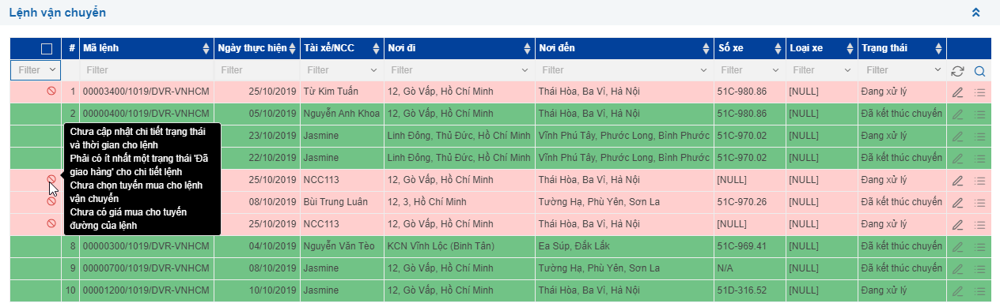 Lệnh vận chuyển
# Mã lệnh Ngày thực hiện Tài xế/NCC Nơi đi Nơi đến Số xe Loại xe Trạng thái
Filter Filter Filter Filter Filter Filter Filter Filter Filter
1 00003400/1019/DVR-VNHCM 25/10/2019 Từ Kim Tuấn 12, Gò Vấp, Hồ Chí Minh Thái Hòa, Ba Vì, Hà Nội 51C-980.86 [NULL] Đang xử lý
2 00000400/1019/DVR-VNHCM 05/10/2019 Nguyễn Anh Khoa 12, Gò Vấp, Hồ Chí Minh Thái Hòa, Ba Vì, Hà Nội 51C-980.86 [NULL] Đã kết thúc chuyến
23/10/2019 Jasmine Linh Đông, Thủ Đức, Hồ Chí Minh Vĩnh Phú Tây, Phước Long, Bình Phước 51C-970.02 [NULL] Đã kết thúc chuyến
22/10/2019 Jasmine Linh Đông, Thủ Đức, Hồ Chí Minh Vĩnh Phú Tây, Phước Long, Bình Phước 51C-970.02 [NULL] Đã kết thúc chuyến
25/10/2019 NCC113 12, Gò Vấp, Hồ Chí Minh Thái Hòa, Ba Vì, Hà Nội [NULL] [NULL] Đang xử lý
08/10/2019 Bùi Trung Luân 12, 3, Hồ Chí Minh Tường Hạ, Phù Yên, Sơn La 51C-970.26 [NULL] Đã kết thúc chuyến
25/10/2019 NCC113 12, Gò Vấp, Hồ Chí Minh Thái Hòa, Ba Vì, Hà Nội [NULL] [NULL] Đang xử lý
8 00000300/1019/DVR-VNHCM 04/10/2019 Nguyễn Văn Tèo KCN Vĩnh Lộc (Bình Tân) Ea Súp, Đắk Lắk 51C-969.41 [NULL] Đã kết thúc chuyến
9 00000700/1019/DVR-VNHCM 08/10/2019 Jasmine 12, Gò Vấp, Hồ Chí Minh Tường Hạ, Phù Yên, Sơn La N/A [NULL] Đã kết thúc chuyến
10 00001200/1019/DVR-VNHCM 10/10/2019 Jasmine 12, Gò Vấp, Hồ Chí Minh Thái Hòa, Ba Vì, Hà Nội 51D-316.52 [NULL] Đang xử lý
Chưa cập nhật chi tiết trạng thái
và thời gian cho lệnh
Phải có ít nhất một trạng thái 'Đã
giao hàng' cho chi tiết lệnh
Chưa chọn tuyến mua cho lệnh
vận chuyển
Chưa có giá mua cho tuyến
đường của lệnh